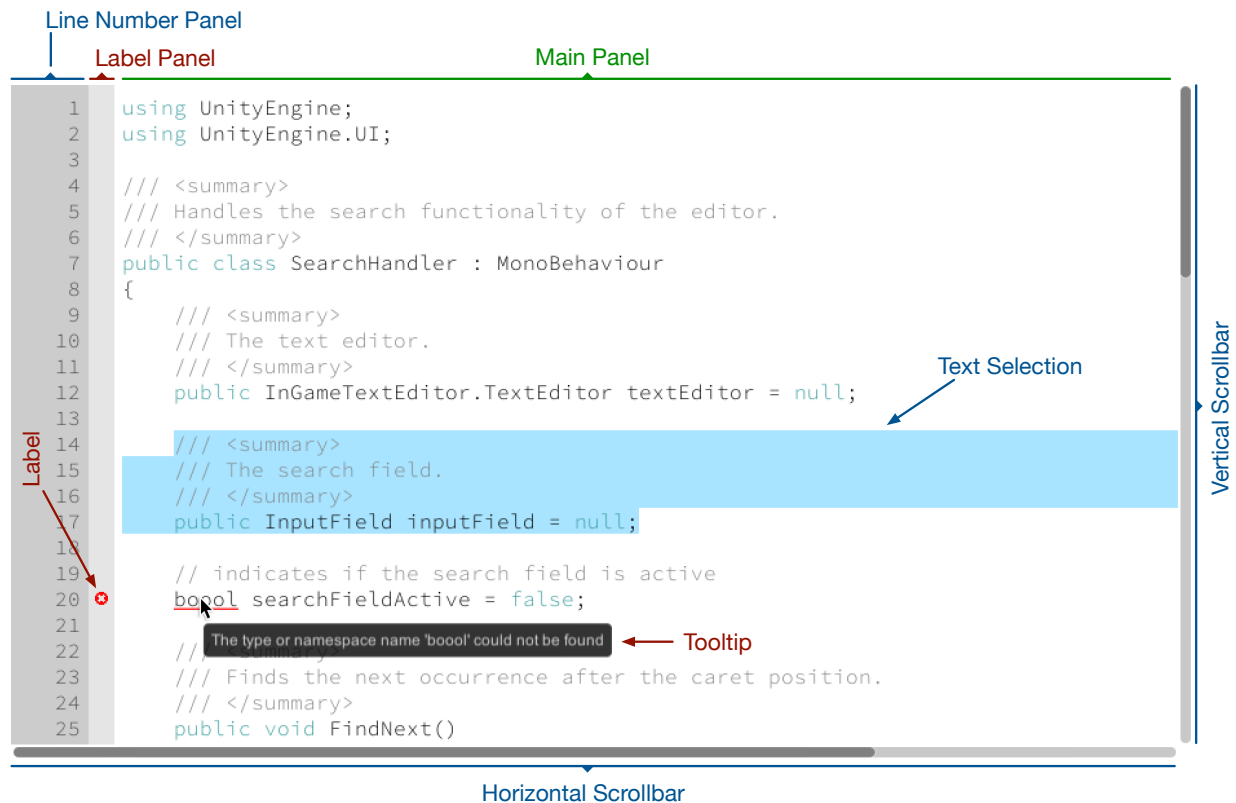 Line Number Panel
Label Panel
Main Panel
1 using UnityEngine;
2 using UnityEngine.UI;
3
4 /// <summary>
5 /// Handles the search functionality of the editor.
6 /// </summary>
7 public class SearchHandler : MonoBehaviour
8 {
9 /// <summary>
10 /// The text editor.
11 /// </summary>
12 public InGameTextEditor.TextEditor textEditor = null;
13
Text Selection
Vertical Scrollbar
Label
14 /// <summary>
15 /// The search field.
16 /// </summary>
17 public InputField inputField = null;
18
19 // indicates if the search field is active
20 boool searchFieldActive = false;
21
The type or namespace name 'boool' could not be found
Tooltip
22 /// <summary>
23 /// Finds the next occurrence after the caret position.
24 /// </summary>
25 public void FindNext()
Horizontal Scrollbar